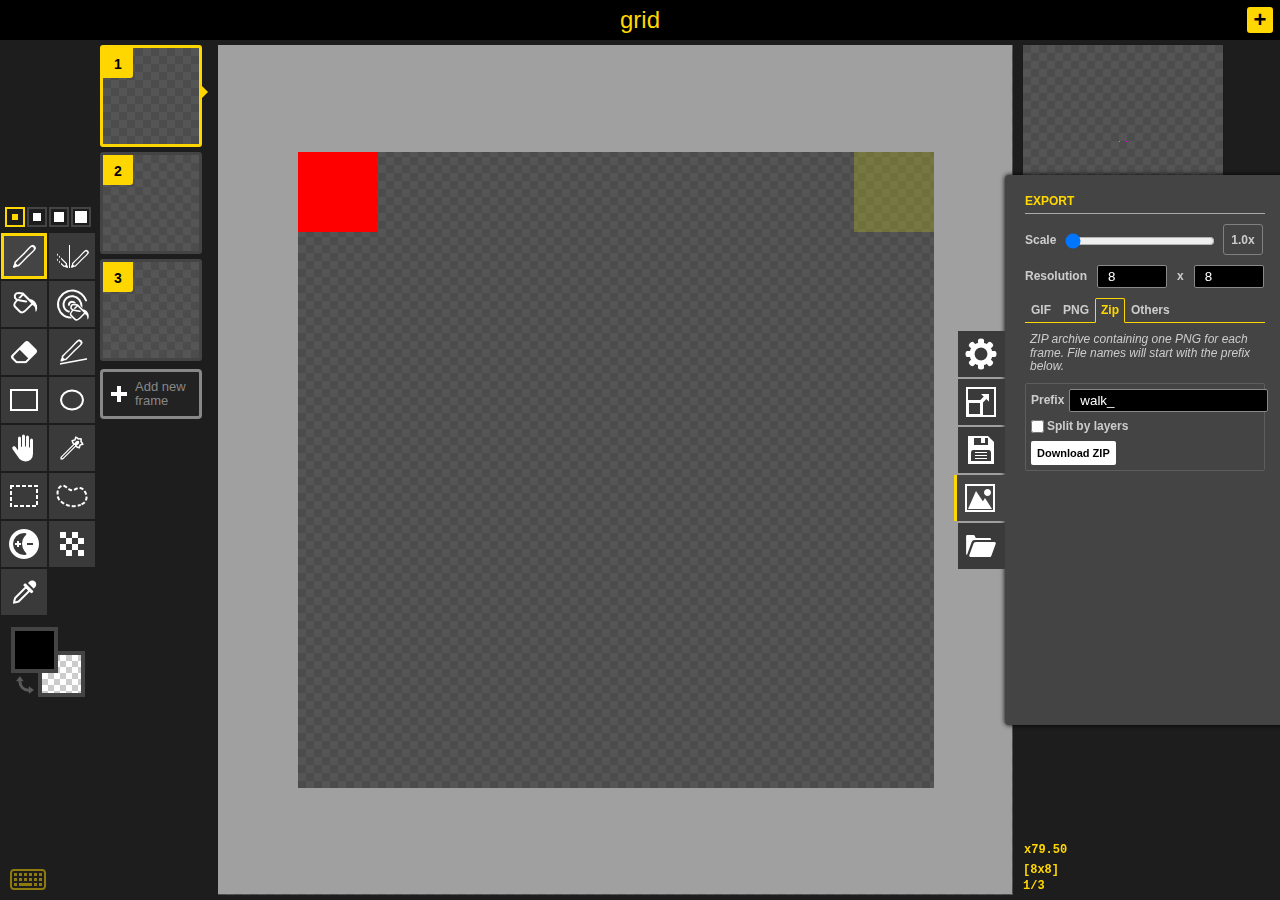 grid
+
1
2
3
Add new
frame
EXPORT
Scale
1.0x
Resolution 8 x 8
GIF PNG Zip Others
ZIP archive containing one PNG for each
frame. File names will start with the prefix
below.
Prefix walk_
Split by layers
Download ZIP
x79.50
[8x8]
1/3